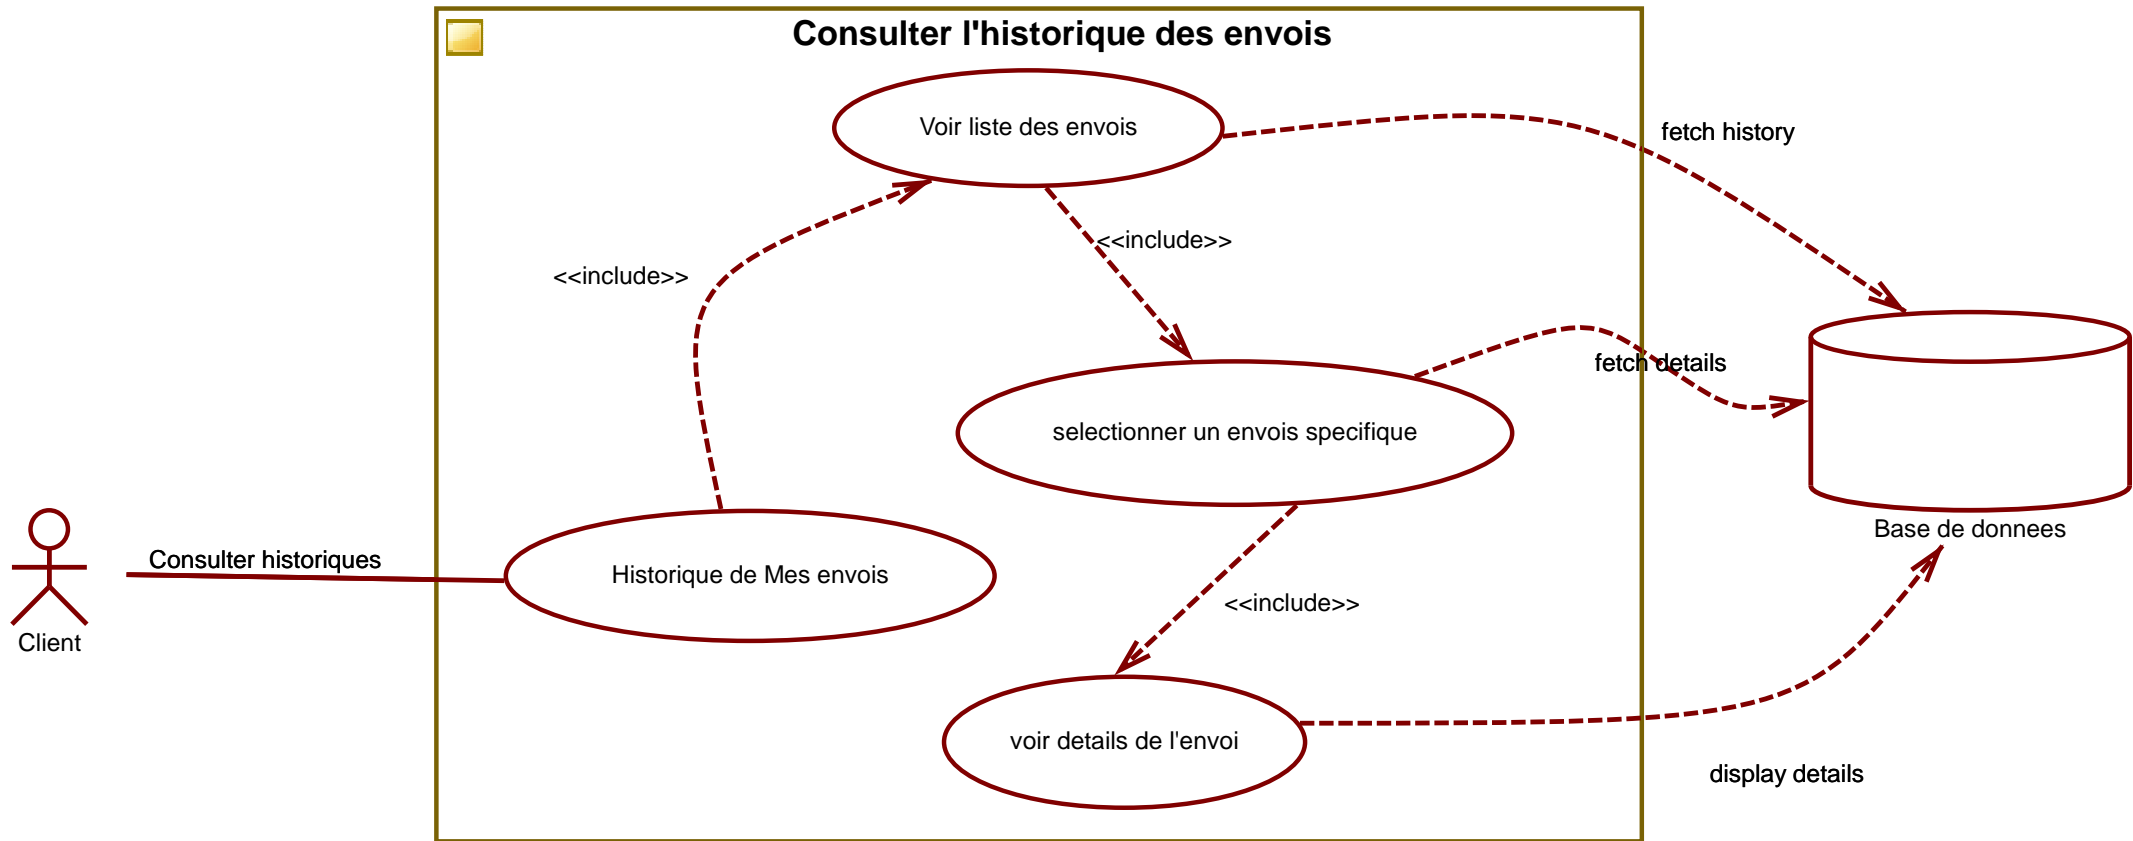 Consulter l'historique des envois
Voir liste des envois
fetch history
<<include>>
<<include>>
fetch details
selectionner un envois specifique
Base de donnees
Consulter historiques
Historique de Mes envois
<<include>>
Client
voir details de l'envoi
display details